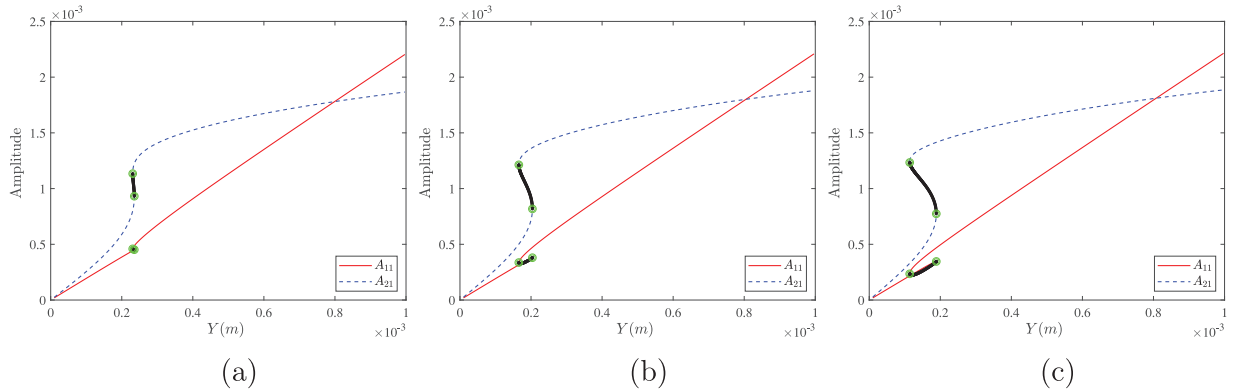 ×10⁻³ ×10⁻³ ×10⁻³
2.5 2.5 2.5
2 2 2
1.5 1.5 1.5
Amplitude Amplitude Amplitude
1 1 1
0.5 0.5 0.5
A₁₁ A₁₁ A₁₁
A₂₁ A₂₁ A₂₁
0 0 0
0 0.2 0.4 0.6 0.8 1 0 0.2 0.4 0.6 0.8 1 0 0.2 0.4 0.6 0.8 1
Y(m) ×10⁻³ Y(m) ×10⁻³ Y(m) ×10⁻³
(a) (b) (c)